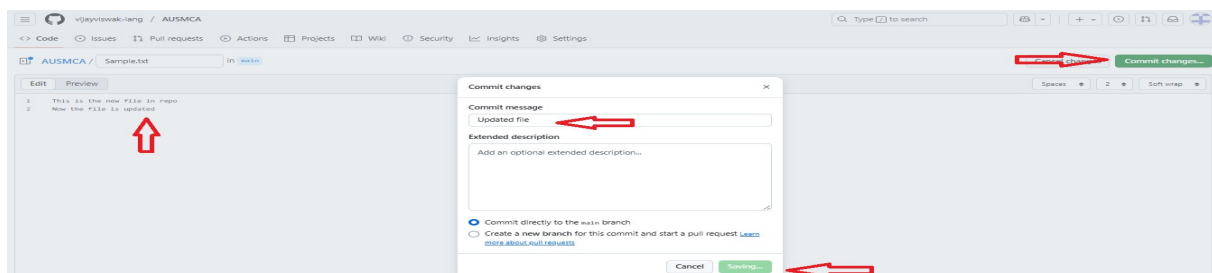 vijayviswak-lang / AUSMCA
Type / to search
<> Code Issues Pull requests Actions Projects Wiki Security Insights Settings
AUSMCA / Sample.txt in main
Cancel changes Commit changes...
Edit Preview
Spaces 2 Soft wrap
1 This is the new file in repo
2 Now the file is updated
Commit changes ×
Commit message
Updated file
Extended description
Add an optional extended description...
Commit directly to the main branch
Create a new branch for this commit and start a pull request Learn
more about pull requests
Cancel Saving...